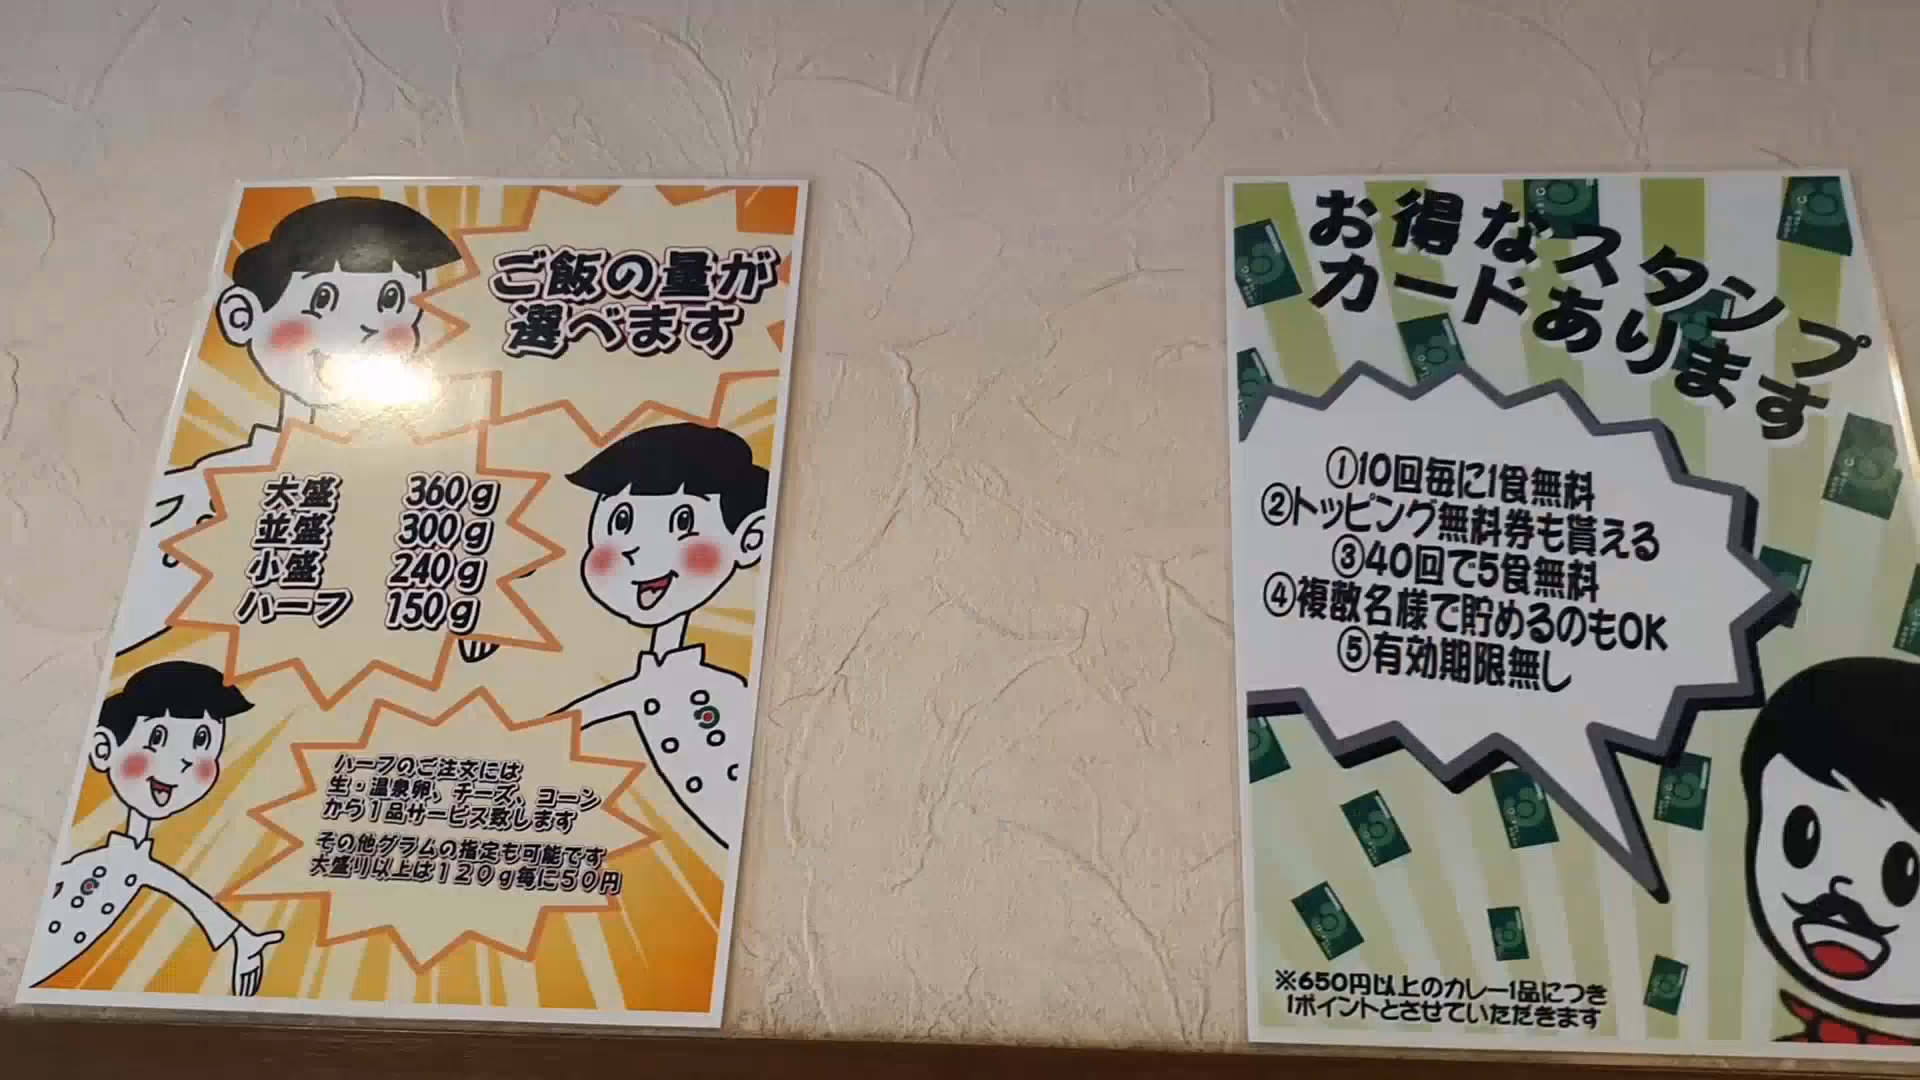 ご飯の量が
選べます
大盛 360g
並盛 300g
小盛 240g
ハーフ 150g
ハーフのご注文には
生・温泉卵、チーズ、コーン
から1品サービス致します
その他グラムの指定も可能です
大盛り以上は120g毎に50円
お得なスタンプ
カードあります
①10回毎に1食無料
②トッピング無料券も貰える
③40回で5食無料
④複数名様で貯めるのもOK
⑤有効期限無し
※650円以上のカレー1品につき
1ポイントとさせていただきます